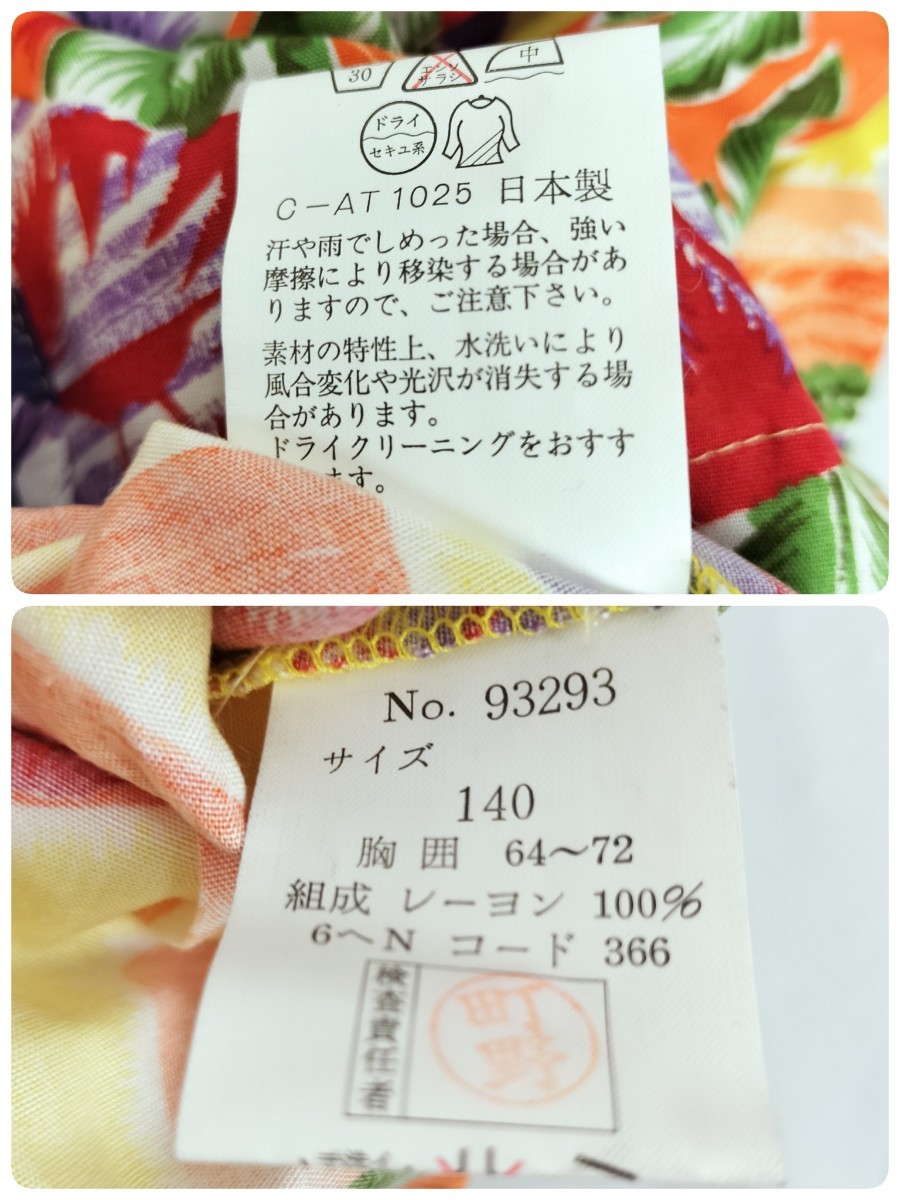 30
エンソ
サラシ
中
ドライ
セキユ系
C-AT1025 日本製
汗や雨でしめった場合、強い
摩擦により移染する場合があ
りますので、ご注意下さい。
素材の特性上、水洗いにより
風合変化や光沢が消失する場
合があります。
ドライクリーニングをおすす
ます。
No. 93293
サイズ
140
胸囲 64〜72
組成 レーヨン 100%
6ヘN コード 366
検査責任者
町野